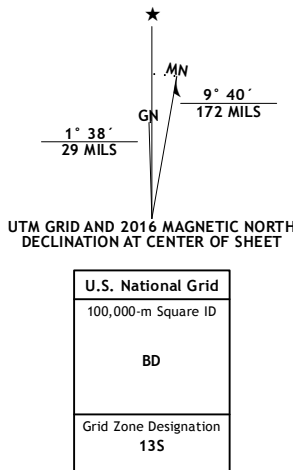 ★
MN
GN
9° 40´
172 MILS
1° 38´
29 MILS
UTM GRID AND 2016 MAGNETIC NORTH
DECLINATION AT CENTER OF SHEET
U.S. National Grid
100,000-m Square ID
BD
Grid Zone Designation
13S